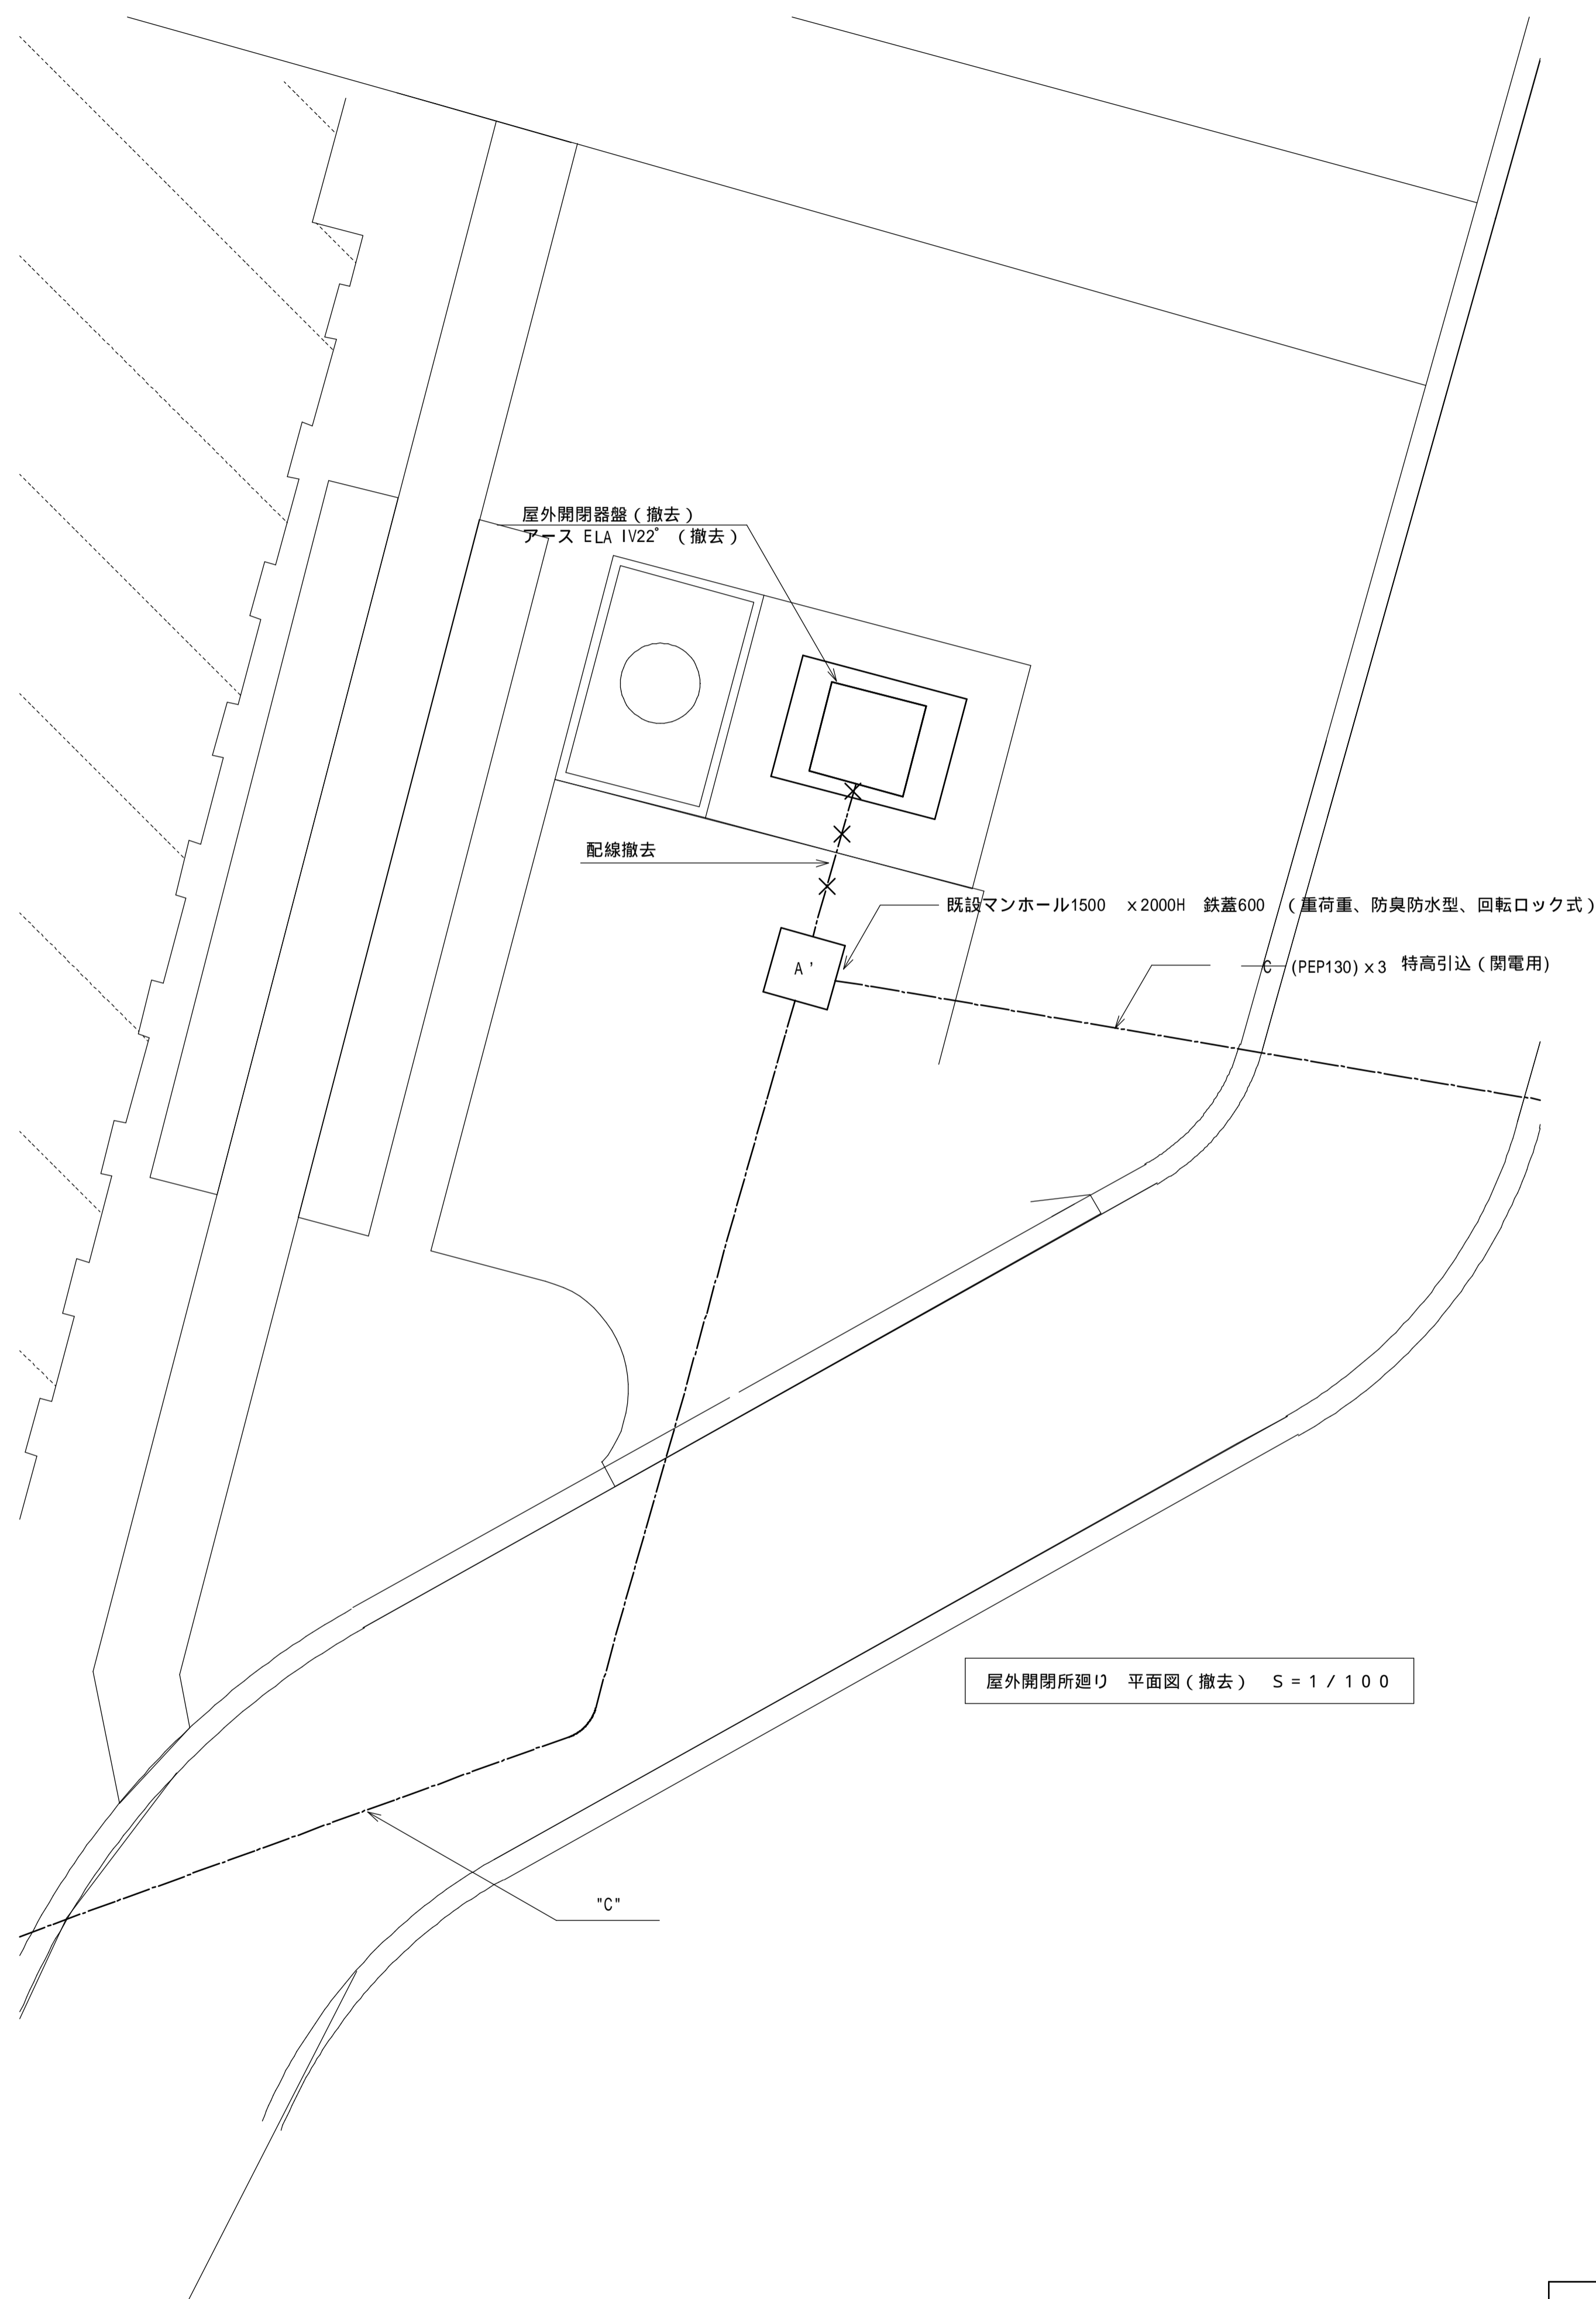 屋外開閉器盤（撤去）
アース ELA IV22°（撤去）
配線撤去
既設マンホール1500　x2000H　鉄蓋600　（重荷重、防臭防水型、回転ロック式）
A'
C (PEP130)x3 特高引込（関電用)
屋外開閉所廻り　平面図（撤去）　Ｓ＝１／１００
"C"